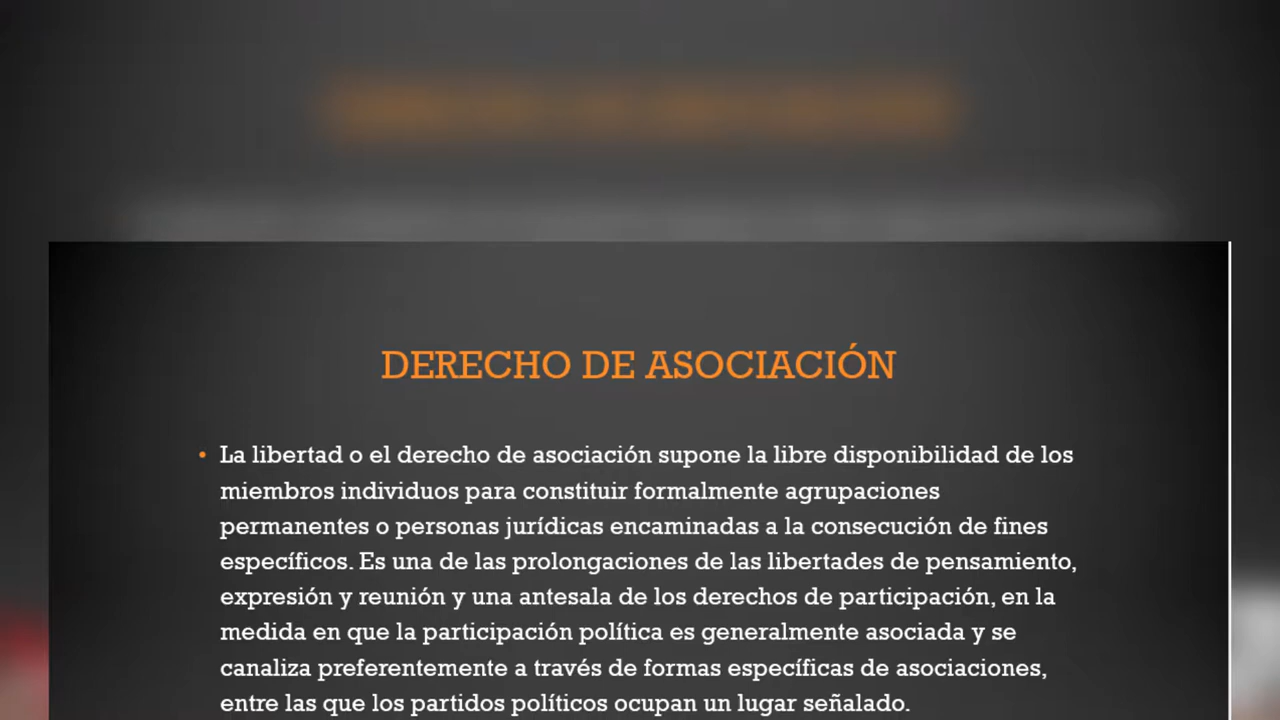 DERECHO DE ASOCIACIÓN
• La libertad o el derecho de asociación supone la libre disponibilidad de los
miembros individuos para constituir formalmente agrupaciones
permanentes o personas jurídicas encaminadas a la consecución de fines
específicos. Es una de las prolongaciones de las libertades de pensamiento,
expresión y reunión y una antesala de los derechos de participación, en la
medida en que la participación política es generalmente asociada y se
canaliza preferentemente a través de formas específicas de asociaciones,
entre las que los partidos políticos ocupan un lugar señalado.